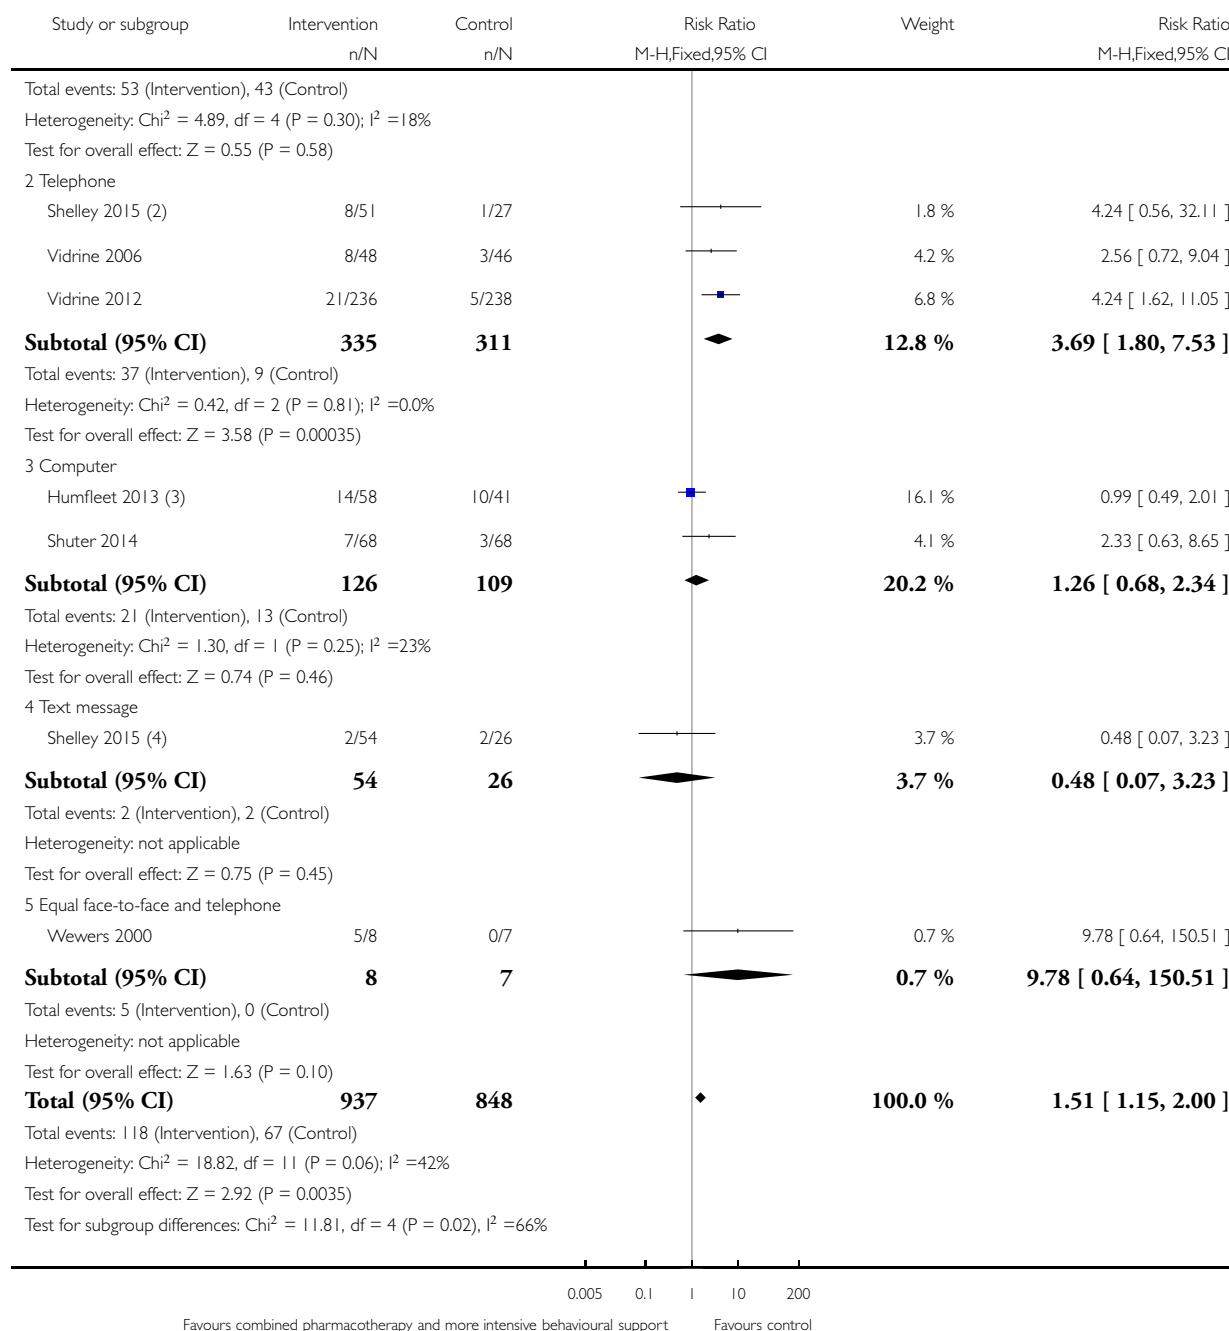 Study or subgroup Intervention Control Risk Ratio Weight Risk Ratio
n/N n/N M-H,Fixed,95% CI M-H,Fixed,95% CI
Total events: 53 (Intervention), 43 (Control)
Heterogeneity: Chi² = 4.89, df = 4 (P = 0.30); I² =18%
Test for overall effect: Z = 0.55 (P = 0.58)
2 Telephone
Shelley 2015 (2) 8/51 1/27 1.8 % 4.24 [ 0.56, 32.11 ]
Vidrine 2006 8/48 3/46 4.2 % 2.56 [ 0.72, 9.04 ]
Vidrine 2012 21/236 5/238 6.8 % 4.24 [ 1.62, 11.05 ]
Subtotal (95% CI) 335 311 12.8 % 3.69 [ 1.80, 7.53 ]
Total events: 37 (Intervention), 9 (Control)
Heterogeneity: Chi² = 0.42, df = 2 (P = 0.81); I² =0.0%
Test for overall effect: Z = 3.58 (P = 0.00035)
3 Computer
Humfleet 2013 (3) 14/58 10/41 16.1 % 0.99 [ 0.49, 2.01 ]
Shuter 2014 7/68 3/68 4.1 % 2.33 [ 0.63, 8.65 ]
Subtotal (95% CI) 126 109 20.2 % 1.26 [ 0.68, 2.34 ]
Total events: 21 (Intervention), 13 (Control)
Heterogeneity: Chi² = 1.30, df = 1 (P = 0.25); I² =23%
Test for overall effect: Z = 0.74 (P = 0.46)
4 Text message
Shelley 2015 (4) 2/54 2/26 3.7 % 0.48 [ 0.07, 3.23 ]
Subtotal (95% CI) 54 26 3.7 % 0.48 [ 0.07, 3.23 ]
Total events: 2 (Intervention), 2 (Control)
Heterogeneity: not applicable
Test for overall effect: Z = 0.75 (P = 0.45)
5 Equal face-to-face and telephone
Wewers 2000 5/8 0/7 0.7 % 9.78 [ 0.64, 150.51 ]
Subtotal (95% CI) 8 7 0.7 % 9.78 [ 0.64, 150.51 ]
Total events: 5 (Intervention), 0 (Control)
Heterogeneity: not applicable
Test for overall effect: Z = 1.63 (P = 0.10)
Total (95% CI) 937 848 100.0 % 1.51 [ 1.15, 2.00 ]
Total events: 118 (Intervention), 67 (Control)
Heterogeneity: Chi² = 18.82, df = 11 (P = 0.06); I² =42%
Test for overall effect: Z = 2.92 (P = 0.0035)
Test for subgroup differences: Chi² = 11.81, df = 4 (P = 0.02), I² =66%
0.005 0.1 1 10 200
Favours combined pharmacotherapy and more intensive behavioural support Favours control